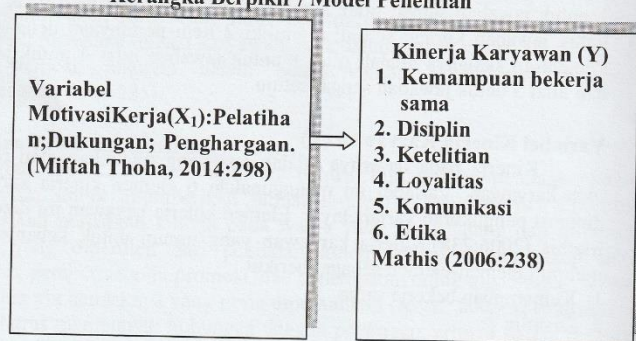 Kerangka Berpikir / Model Penelitian
Variabel
MotivasiKerja(X₁):Pelatiha
n;Dukungan; Penghargaan.
(Miftah Thoha, 2014:298)
Kinerja Karyawan (Y)
1. Kemampuan bekerja
sama
2. Disiplin
3. Ketelitian
4. Loyalitas
5. Komunikasi
6. Etika
Mathis (2006:238)